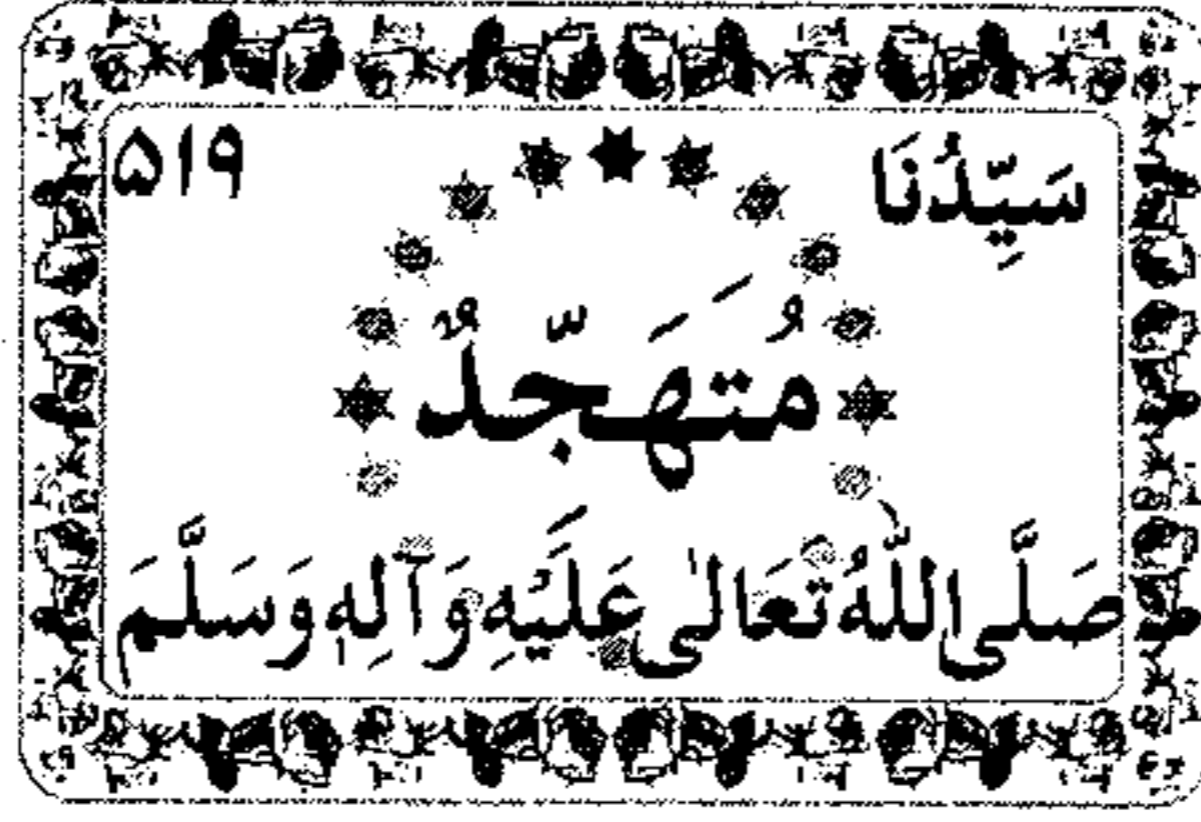 سَيِّدُنَا ۵۱۹
مُتَهَجِّدٌ
صَلَّى اللّٰهُ تَعَالٰى عَلَيْهِ وَآلِهٖ وَسَلَّمَ